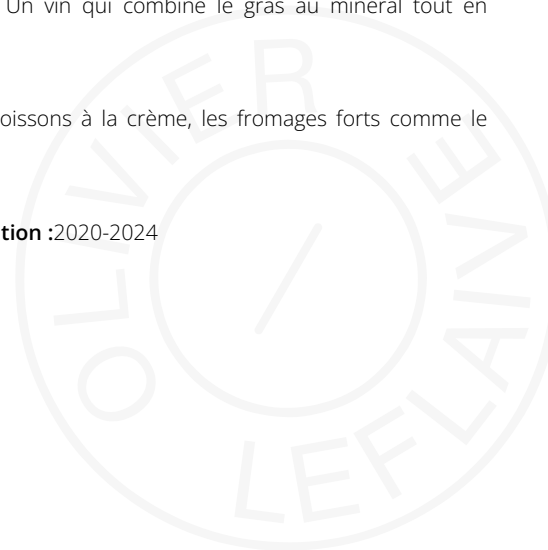 Un vin qui combine le gras au minéral tout en
oissons à la crème, les fromages forts comme le
tion :2020-2024
OLIVIER LEFLAIVE